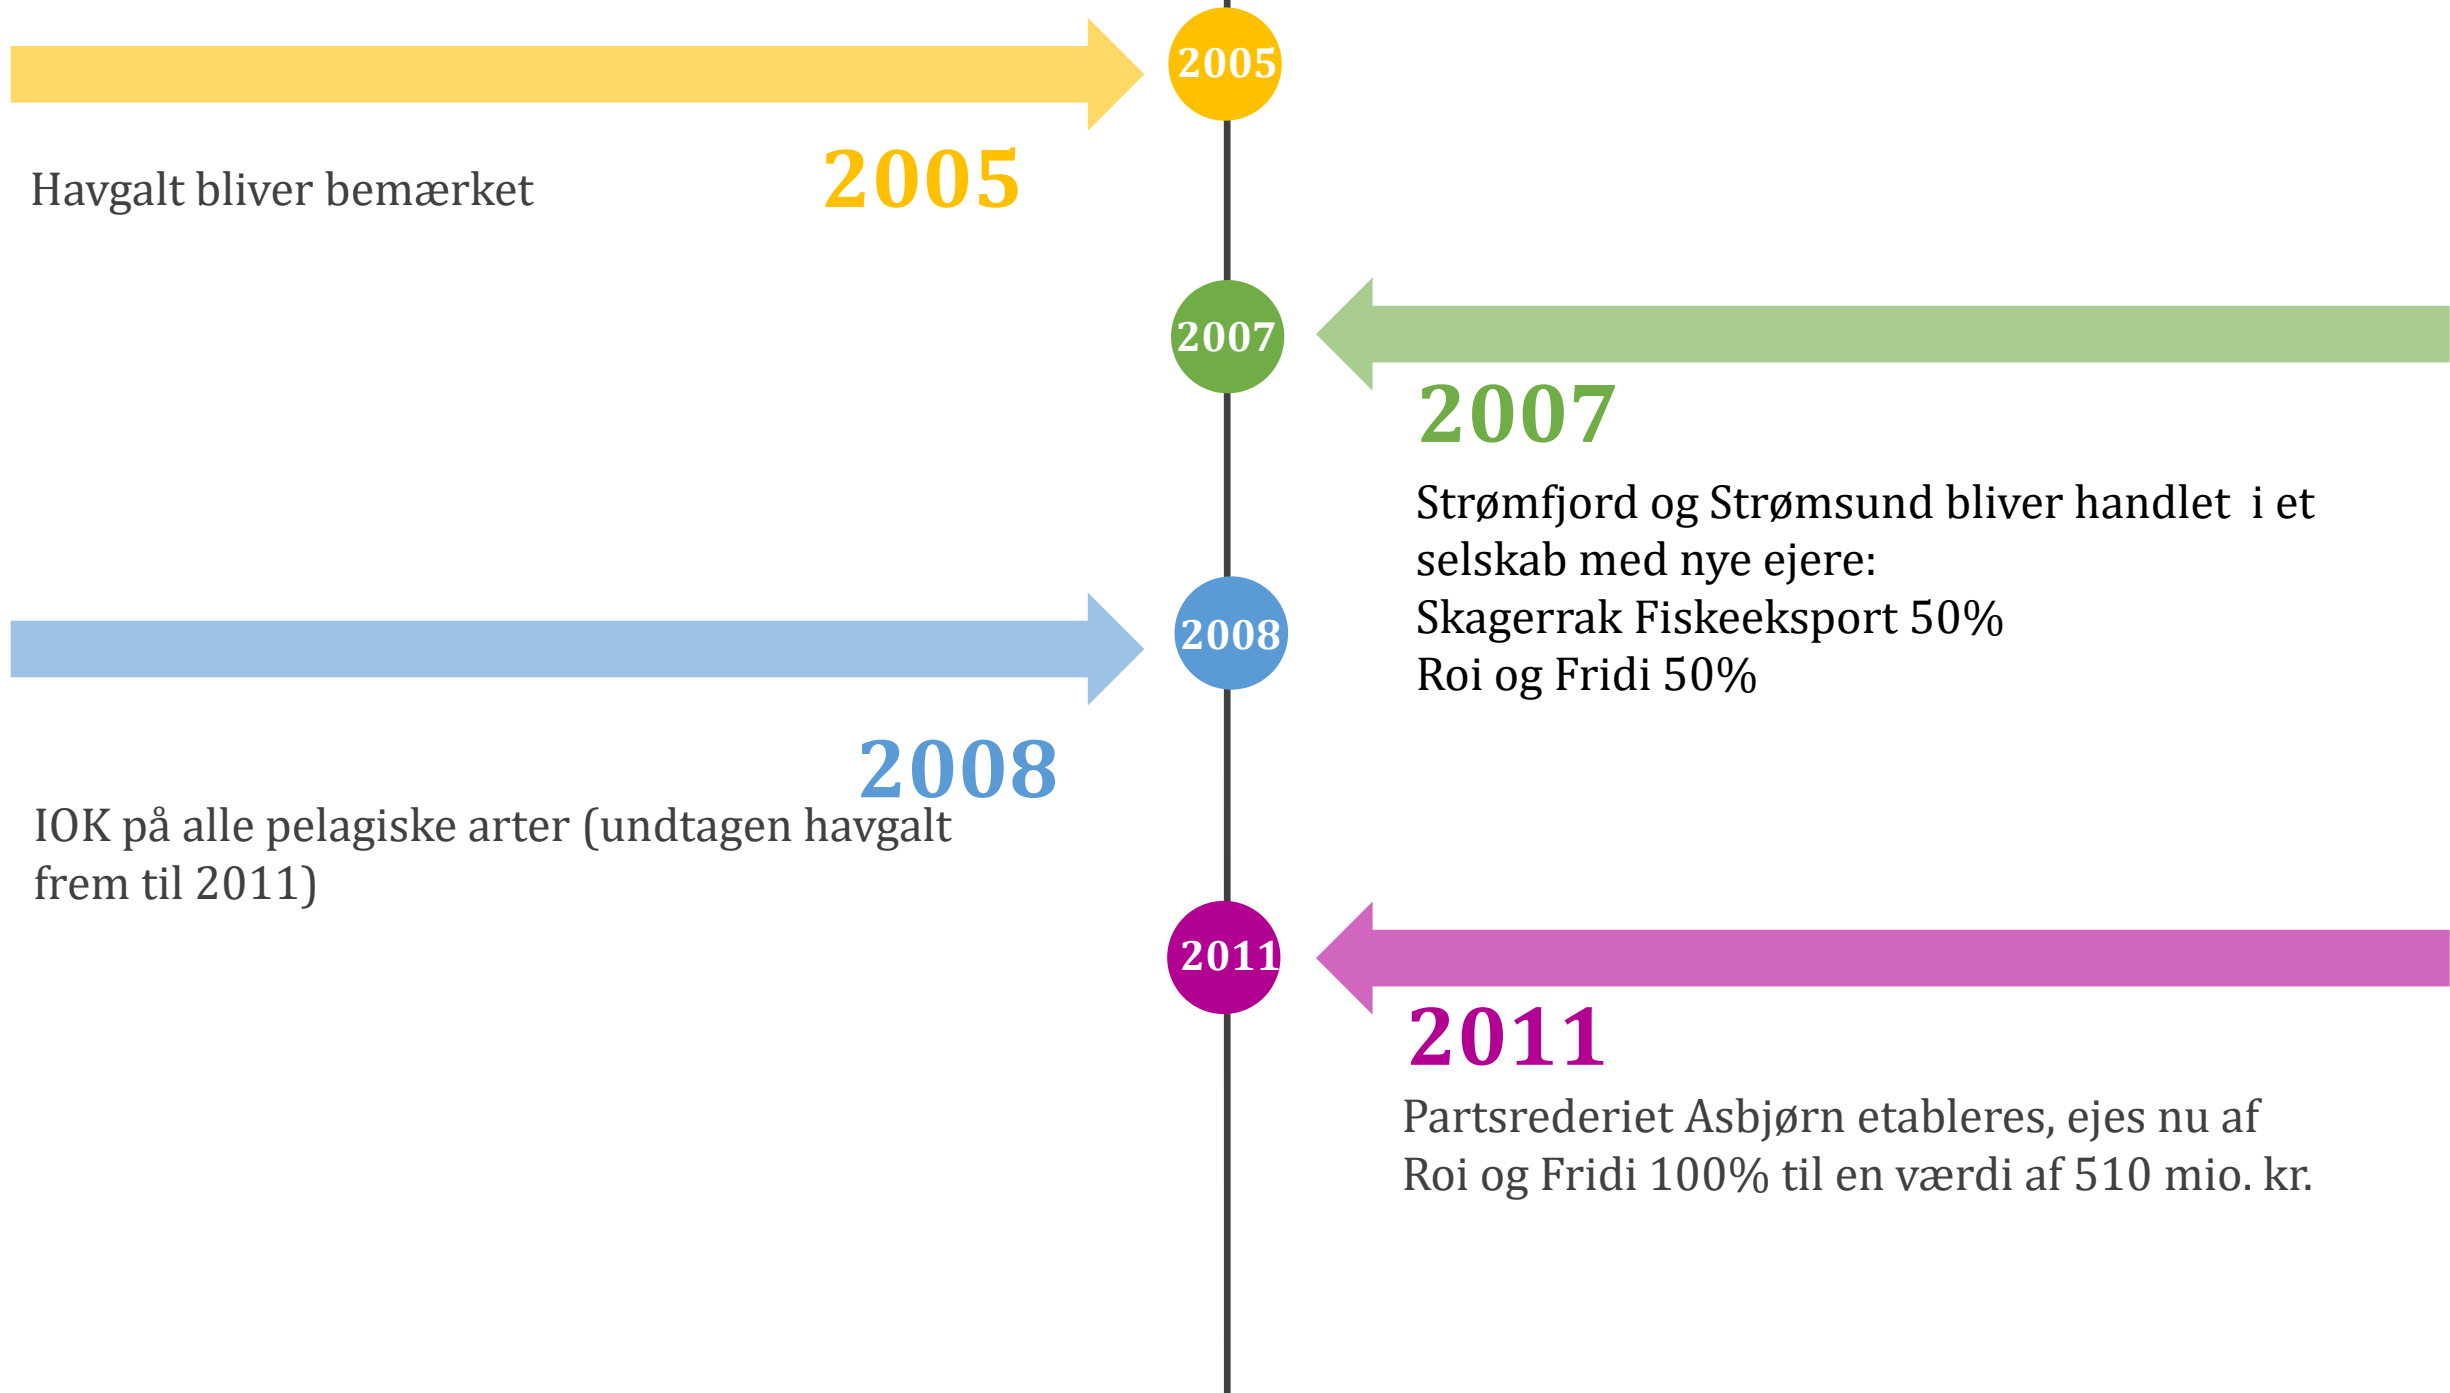 2005
2005
Havgalt bliver bemærket
2007
2007
Strømfjord og Strømsund bliver handlet i et
selskab med nye ejere:
Skagerrak Fiskeeksport 50%
Roi og Fridi 50%
2008
2008
IOK på alle pelagiske arter (undtagen havgalt
frem til 2011)
2011
2011
Partsrederiet Asbjørn etableres, ejes nu af
Roi og Fridi 100% til en værdi af 510 mio. kr.